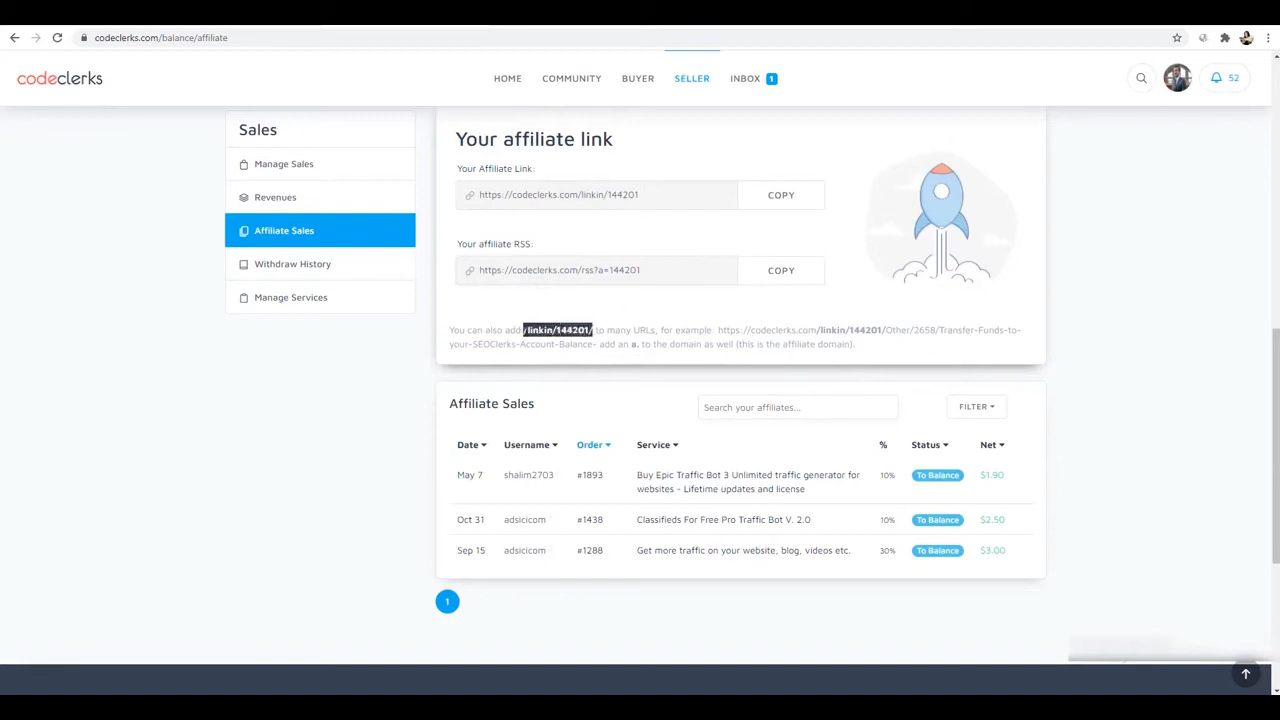 codeclerks.com/balance/affiliate
codeclerks
HOME COMMUNITY BUYER SELLER INBOX 1
52
Sales
Manage Sales
Revenues
Affiliate Sales
Withdraw History
Manage Services
Your affiliate link
Your Affiliate Link:
https://codeclerks.com/linkin/144201 COPY
Your affiliate RSS:
https://codeclerks.com/rss?a=144201 COPY
You can also add /linkin/144201/ to many URLs, for example: https://codeclerks.com/linkin/144201/Other/2658/Transfer-Funds-to-
your-SEOClerks-Account-Balance- add an a. to the domain as well (this is the affiliate domain).
Affiliate Sales Search your affiliates... FILTER
Date Username Order Service % Status Net
May 7 shalim2703 #1893 Buy Epic Traffic Bot 3 Unlimited traffic generator for 10% To Balance $1.90
websites - Lifetime updates and license
Oct 31 adsicicom #1438 Classifieds For Free Pro Traffic Bot V. 2.0 10% To Balance $2.50
Sep 15 adsicicom #1288 Get more traffic on your website, blog, videos etc. 30% To Balance $3.00
1